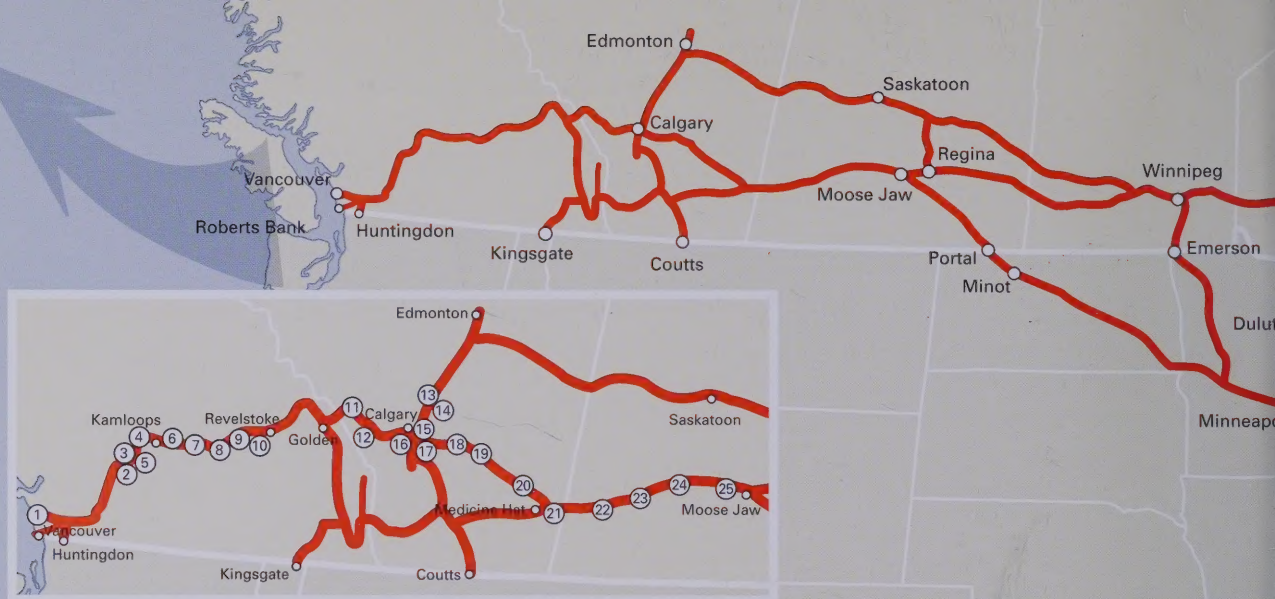 Edmonton
Saskatoon
Calgary
Regina
Winnipeg
Vancouver
Moose Jaw
Roberts Bank
Huntingdon
Kingsgate
Coutts
Portal
Emerson
Minot
Dulut
Minneapo
Edmonton
13
14
11
Calgary
Saskatoon
Kamloops
Revelstoke
Golden
15
4
6
9
12
16
17
18
3
7
8
10
19
5
2
20
24
25
23
Medicine Hat
21
22
Moose Jaw
1
Vancouver
Huntingdon
Kingsgate
Coutts